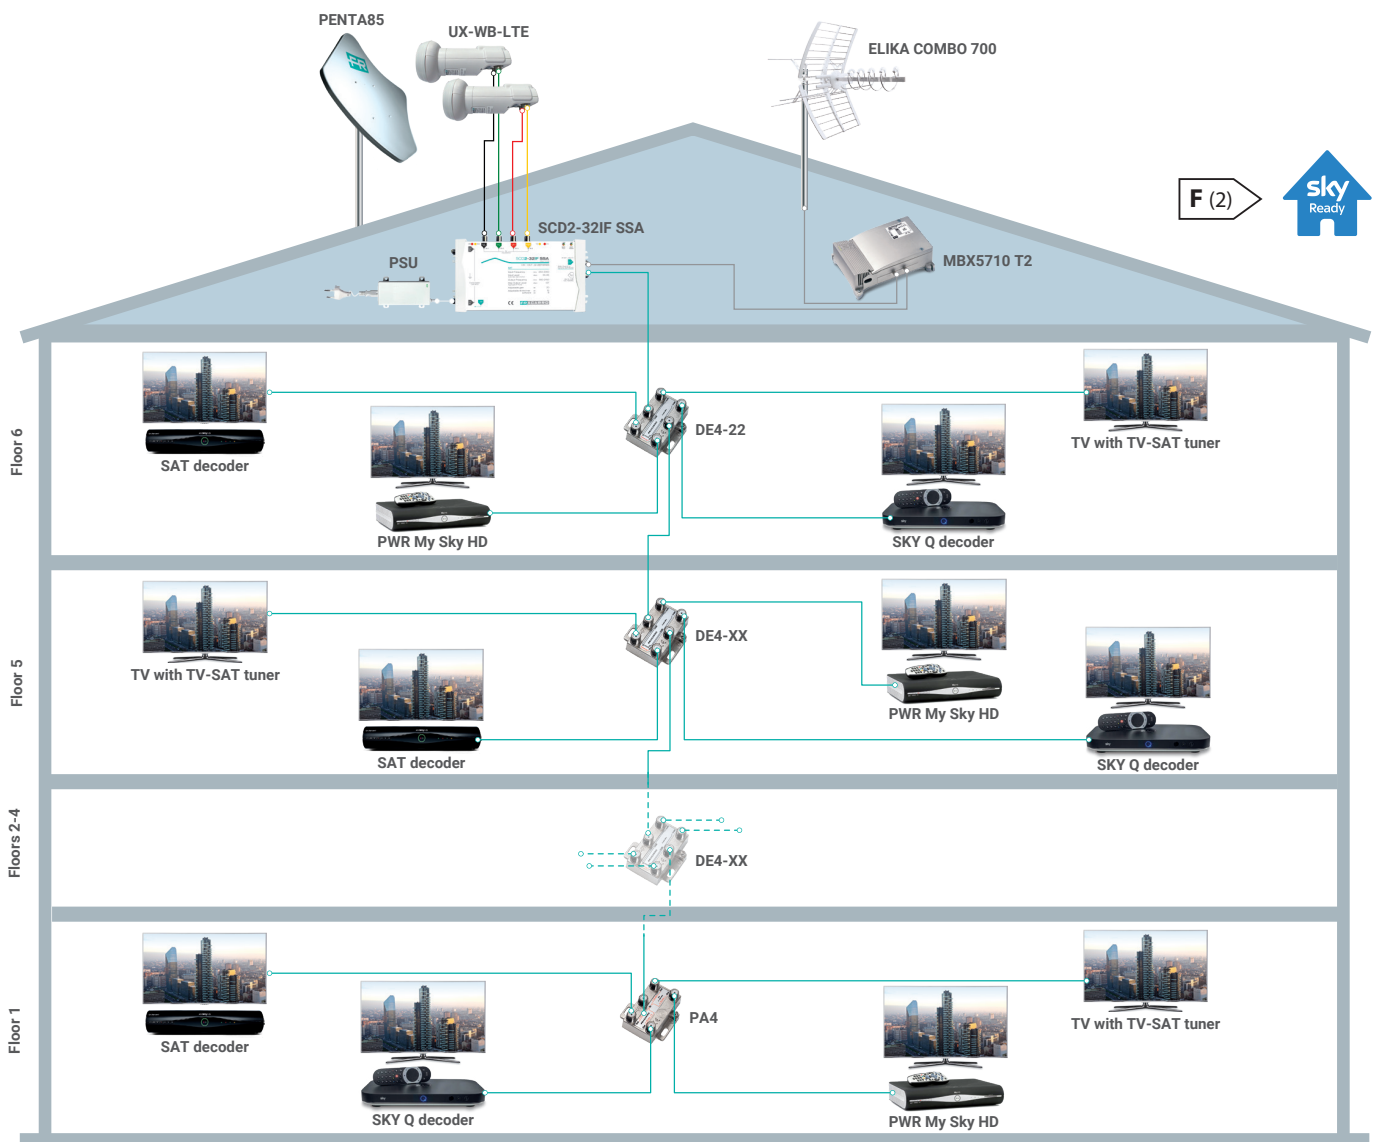 PENTA85
UX-WB-LTE
ELIKA COMBO 700
F (2)
sky
Ready
SCD2-32IF SSA
PSU
SCD2-32IF SSA
MBX5710 T2
Floor 6
SAT decoder
PWR My Sky HD
DE4-22
SKY Q decoder
TV with TV-SAT tuner
Floor 5
TV with TV-SAT tuner
SAT decoder
DE4-XX
PWR My Sky HD
SKY Q decoder
Floors 2-4
DE4-XX
Floor 1
SAT decoder
SKY Q decoder
PA4
PWR My Sky HD
TV with TV-SAT tuner